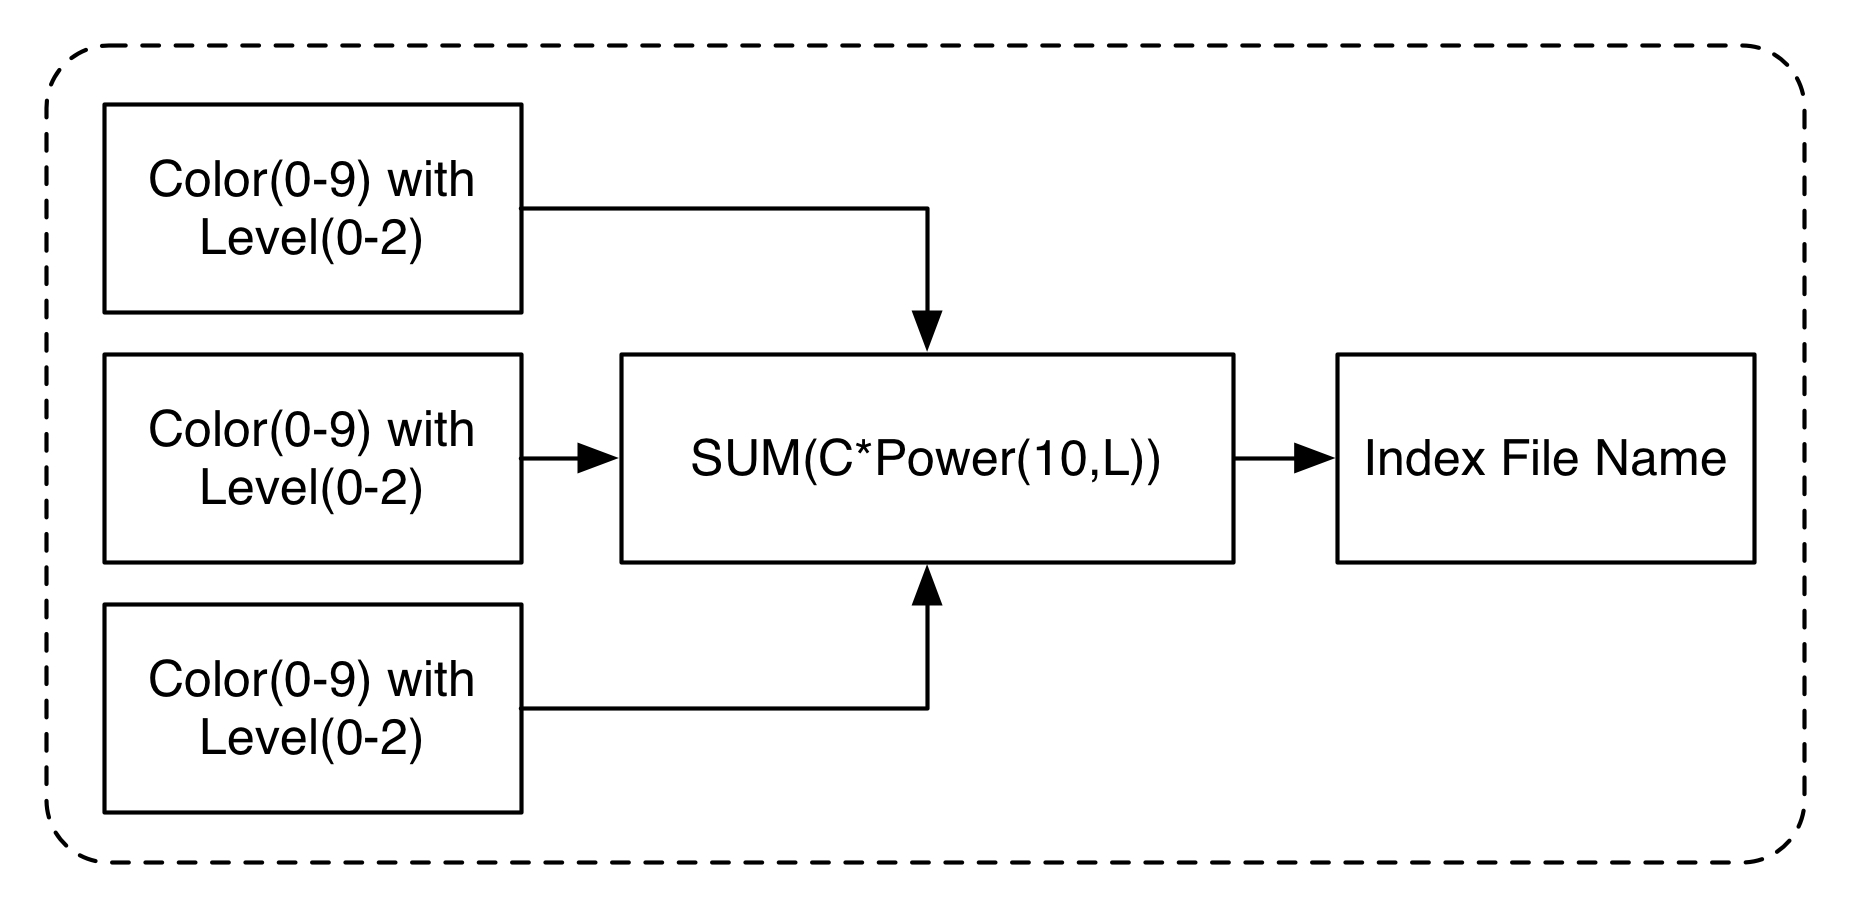 Color(0-9) with
Level(0-2)
Color(0-9) with
Level(0-2)
SUM(C*Power(10,L))
Index File Name
Color(0-9) with
Level(0-2)